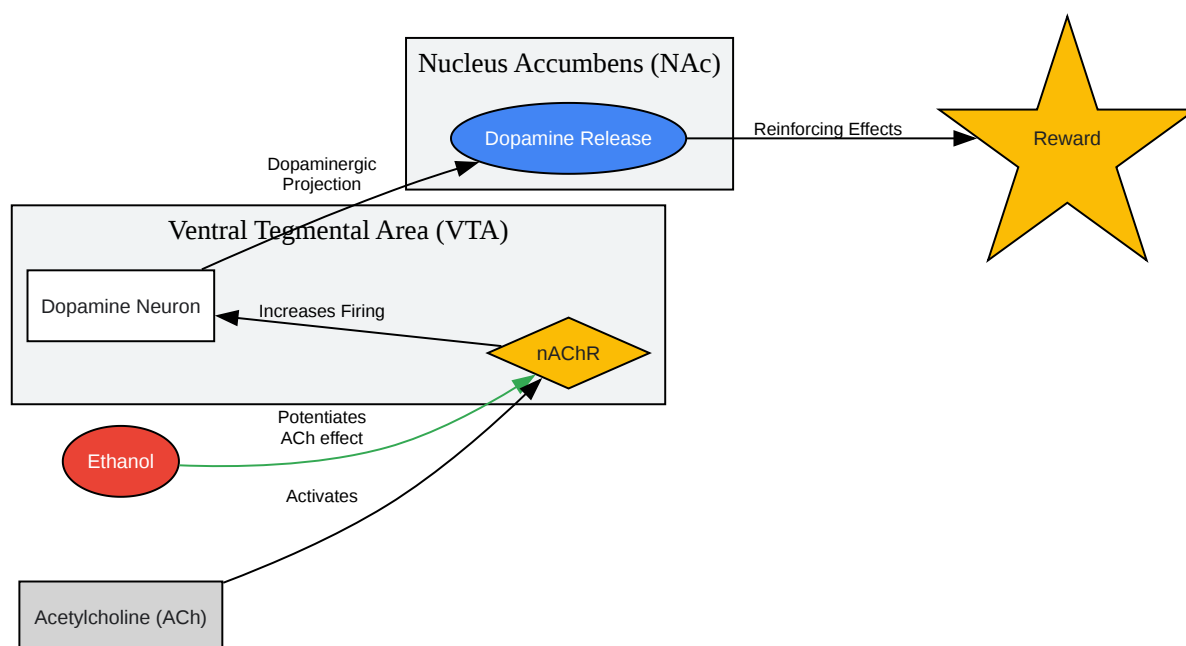 Nucleus Accumbens (NAc)
Dopamine Release
Reinforcing Effects
Reward
Dopaminergic
Projection
Ventral Tegmental Area (VTA)
Dopamine Neuron
Increases Firing
nAChR
Potentiates
ACh effect
Ethanol
Activates
Acetylcholine (ACh)